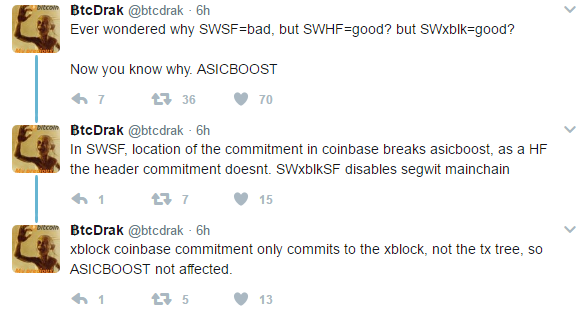 BtcDrak @btcdrak · 6h
Ever wondered why SWSF=bad, but SWHF=good? but SWxblk=good?
Now you know why. ASICBOOST
7 36 70
BtcDrak @btcdrak · 6h
In SWSF, location of the commitment in coinbase breaks asicboost, as a HF
the header commitment doesnt. SWxblkSF disables segwit mainchain
1 7 15
BtcDrak @btcdrak · 6h
xblock coinbase commitment only commits to the xblock, not the tx tree, so
ASICBOOST not affected.
1 5 13